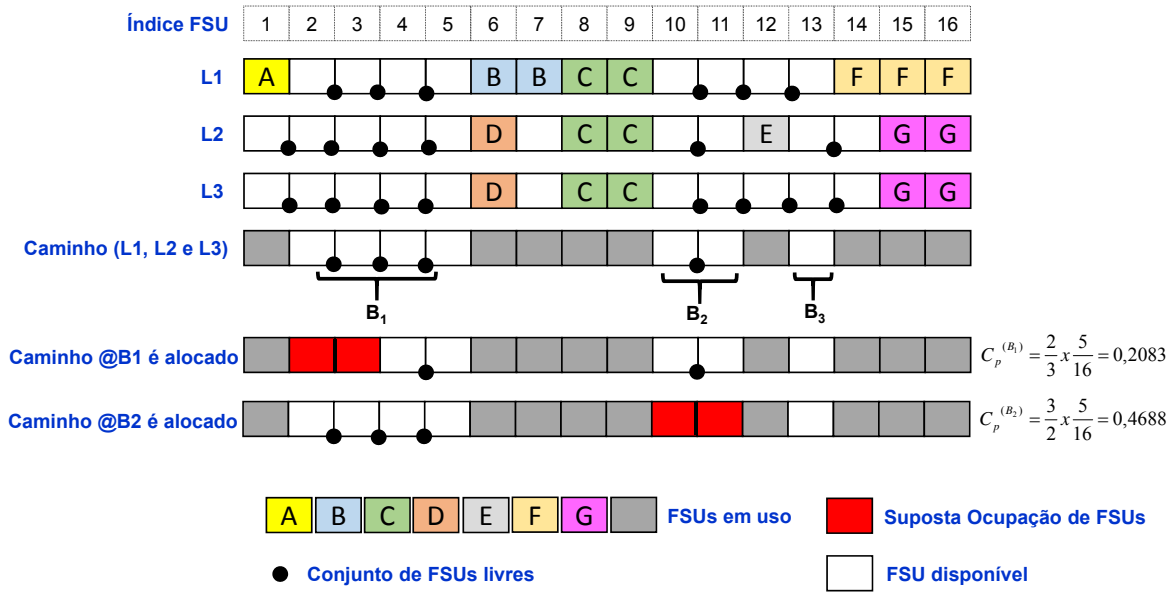 Índice FSU 1 2 3 4 5 6 7 8 9 10 11 12 13 14 15 16
L1 A B B C C F F F
L2 D C C E G G
L3 D C C G G
Caminho (L1, L2 e L3)
B1 B2 B3
Caminho @B1 é alocado Cp(B1) = 2/3 x 5/16 = 0,2083
Caminho @B2 é alocado Cp(B2) = 3/2 x 5/16 = 0,4688
A B C D E F G FSUs em uso Suposta Ocupação de FSUs
Conjunto de FSUs livres FSU disponível